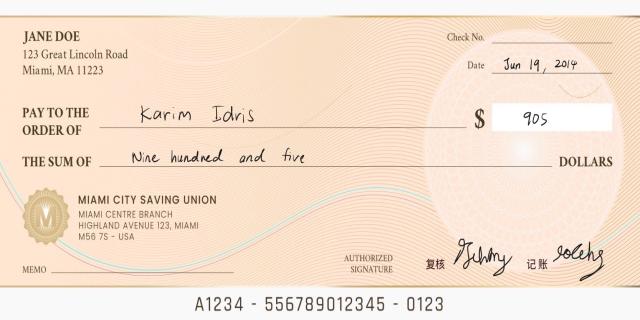 JANE DOE
123 Great Lincoln Road
Miami, MA 11223
Check No.
Date Jun 19, 2014
PAY TO THE
ORDER OF Karim Idris
$ 905
THE SUM OF Nine hundred and five DOLLARS
MIAMI CITY SAVING UNION
MIAMI CENTRE BRANCH
HIGHLAND AVENUE 123, MIAMI
M56 7S - USA
MEMO
AUTHORIZED
SIGNATURE
复核 记账
A1234 - 556789012345 - 0123